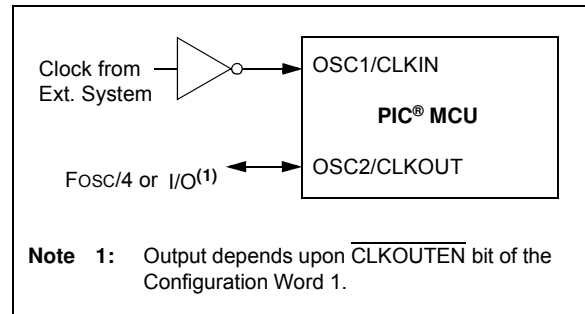 Clock from
Ext. System
OSC1/CLKIN
PIC® MCU
FOSC/4 or I/O(1)
OSC2/CLKOUT
Note 1: Output depends upon CLKOUTEN bit of the
Configuration Word 1.